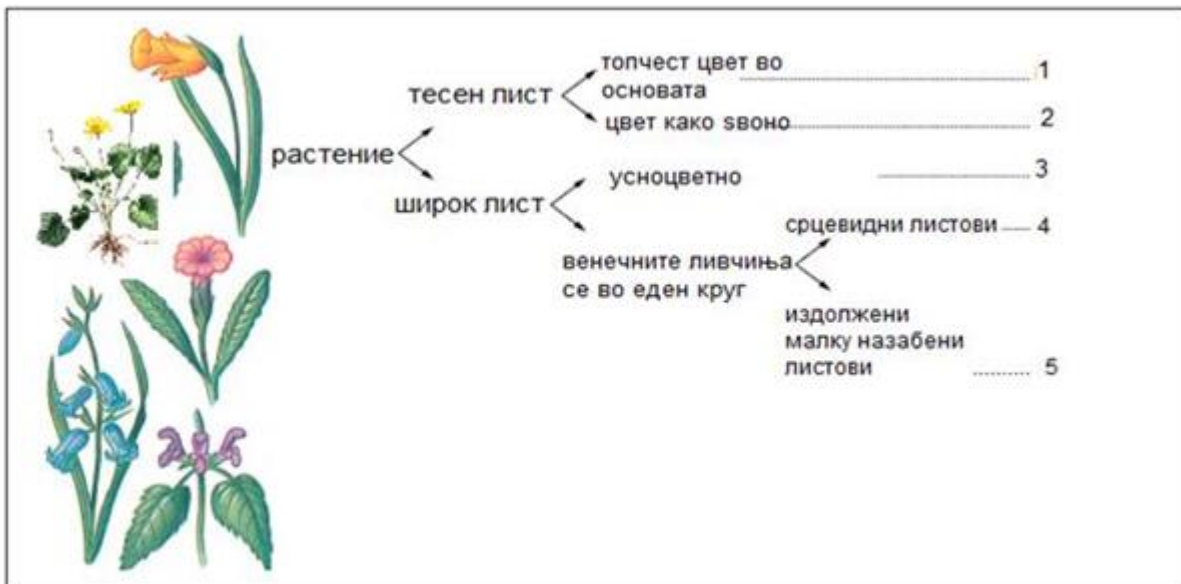 топчест цвет во
основата
1
тесен лист
цвет како ѕвоно
2
растение
усноцветно
3
широк лист
срцевидни листови
4
венечните ливчиња
се во еден круг
издолжени
малку назабени
листови
5